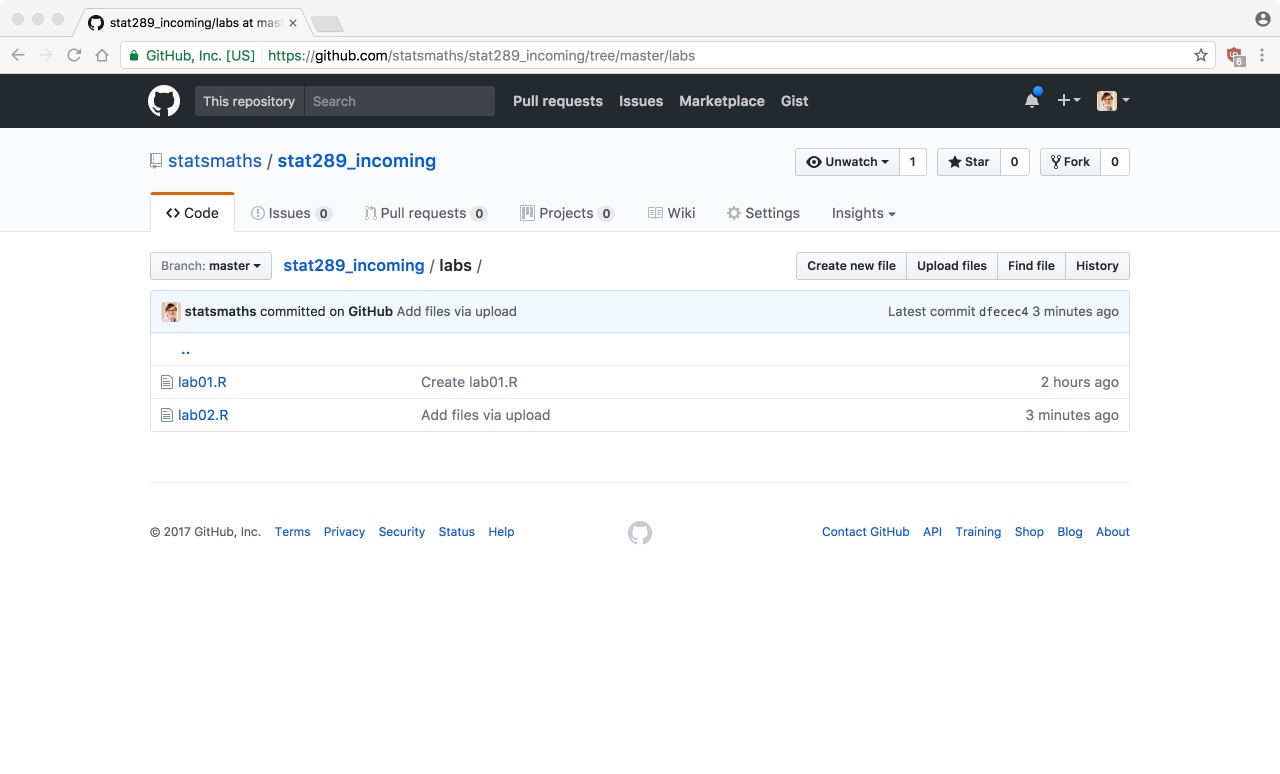 stat289_incoming/labs at mas
GitHub, Inc. [US] https://github.com/statsmaths/stat289_incoming/tree/master/labs
6
This repository Search Pull requests Issues Marketplace Gist
statsmaths / stat289_incoming Unwatch 1 Star 0 Fork 0
Code Issues 0 Pull requests 0 Projects 0 Wiki Settings Insights
Branch: master stat289_incoming / labs / Create new file Upload files Find file History
statsmaths committed on GitHub Add files via upload Latest commit dfecec4 3 minutes ago
..
lab01.R Create lab01.R 2 hours ago
lab02.R Add files via upload 3 minutes ago
© 2017 GitHub, Inc. Terms Privacy Security Status Help Contact GitHub API Training Shop Blog About